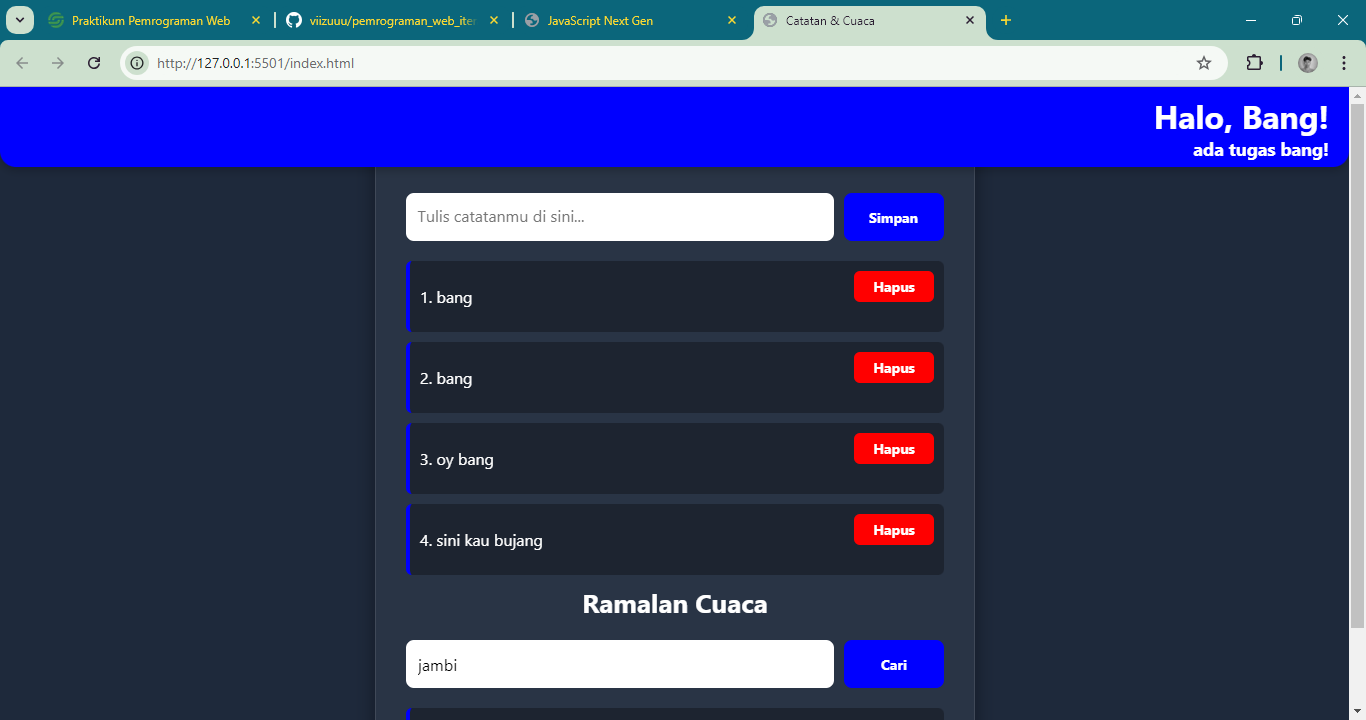 Praktikum Pemrograman Web
viizuuu/pemrograman_web_iter
JavaScript Next Gen
Catatan & Cuaca
http://127.0.0.1:5501/index.html
Halo, Bang!
ada tugas bang!
Tulis catatanmu di sini...
Simpan
1. bang
Hapus
2. bang
Hapus
3. oy bang
Hapus
4. sini kau bujang
Hapus
Ramalan Cuaca
jambi
Cari